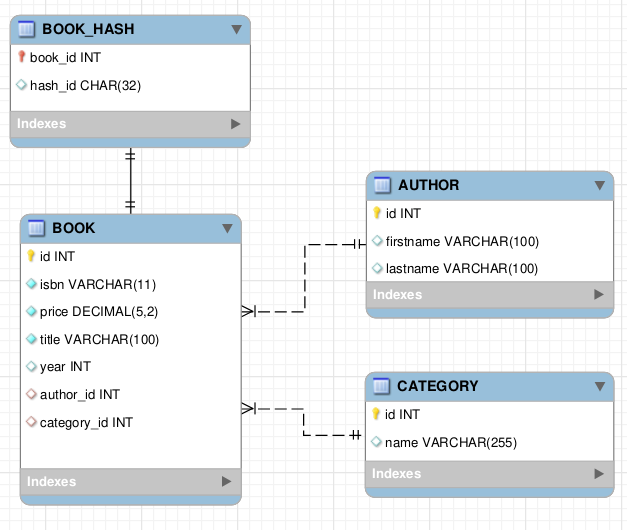 BOOK_HASH
book_id INT
hash_id CHAR(32)
Indexes
BOOK
id INT
isbn VARCHAR(11)
price DECIMAL(5,2)
title VARCHAR(100)
year INT
author_id INT
category_id INT
Indexes
AUTHOR
id INT
firstname VARCHAR(100)
lastname VARCHAR(100)
Indexes
CATEGORY
id INT
name VARCHAR(255)
Indexes